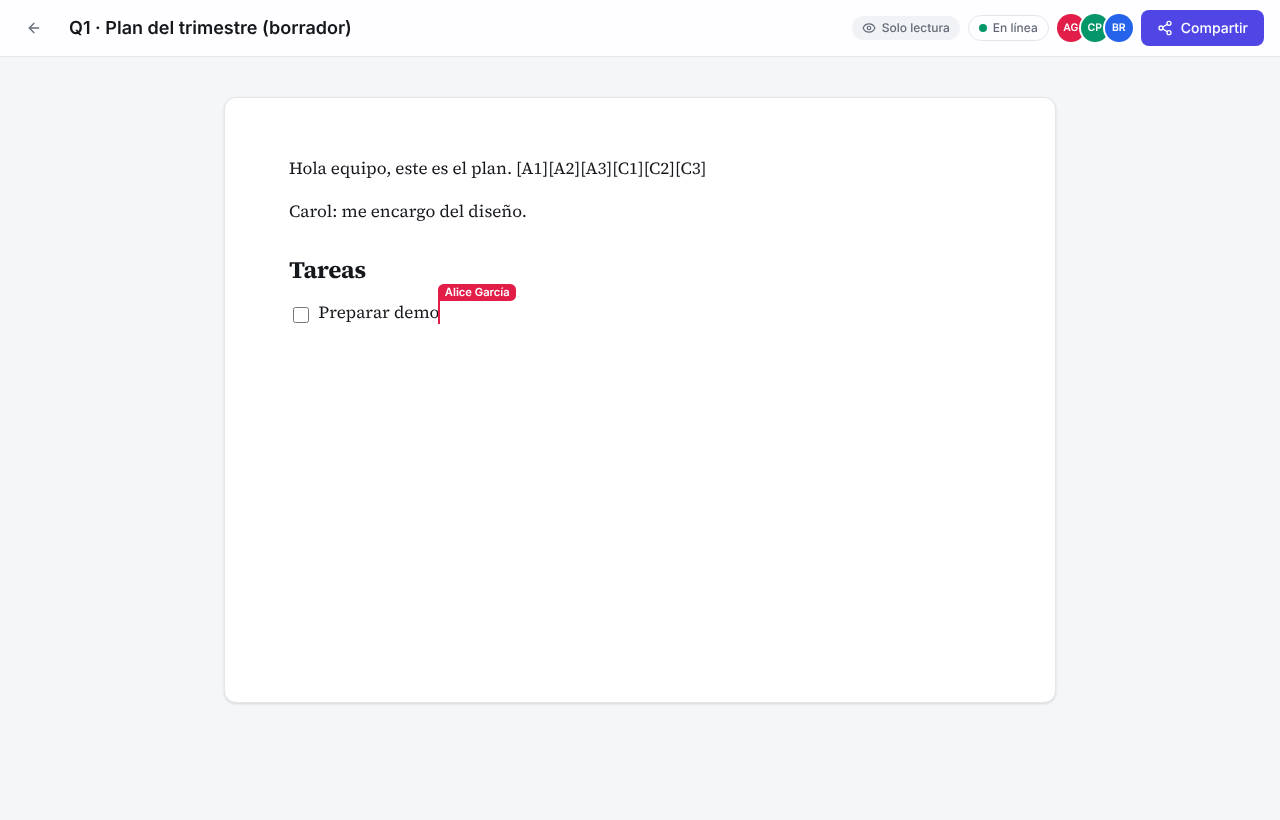 Q1 · Plan del trimestre (borrador)
Solo lectura
En línea
AG
CP
BR
Compartir
Hola equipo, este es el plan. [A1][A2][A3][C1][C2][C3]
Carol: me encargo del diseño.
Tareas
Alice García
Preparar demo